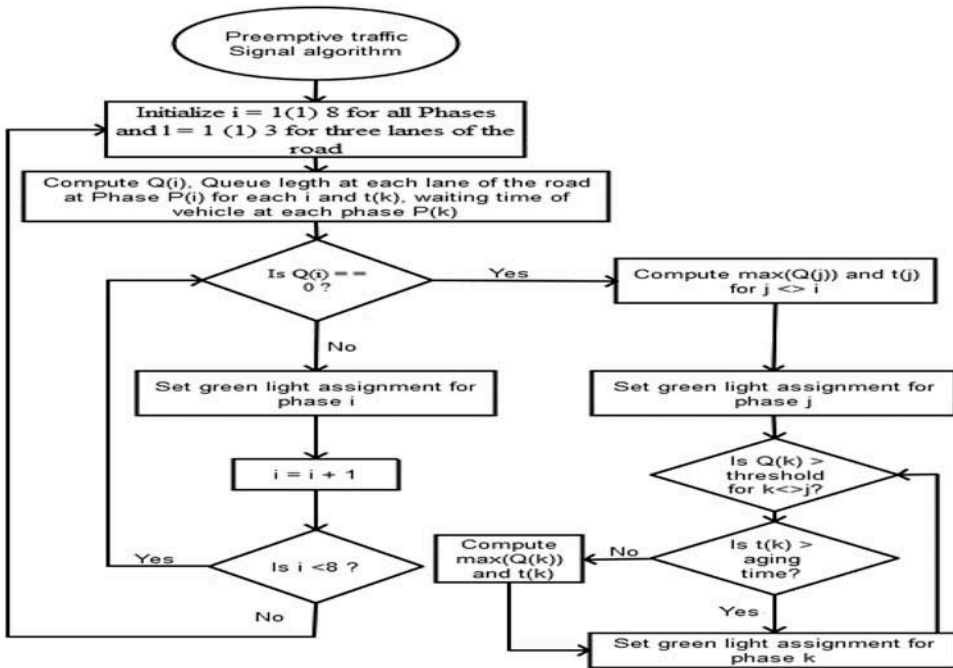 Preemptive traffic
Signal algorithm
Initialize i = 1(1) 8 for all Phases
and l = 1 (1) 3 for three lanes of the
road
Compute Q(i), Queue legth at each lane of the road
at Phase P(i) for each i and t(k), waiting time of
vehicle at each phase P(k)
Is Q(i) = =
0 ?
Yes
Compute max(Q(j)) and t(j)
for j <> i
No
Set green light assignment for
phase i
Set green light assignment for
phase j
i = i + 1
Is Q(k) >
threshold
for k<>j?
Yes
Is i <8 ?
No
Compute
max(Q(k))
and t(k)
No
Is t(k) >
aging
time?
Yes
Set green light assignment for
phase k